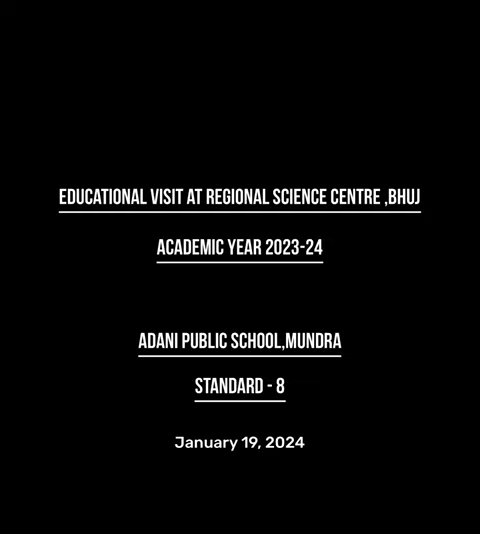 EDUCATIONAL VISIT AT REGIONAL SCIENCE CENTRE ,BHUJ
ACADEMIC YEAR 2023-24
ADANI PUBLIC SCHOOL,MUNDRA
STANDARD - 8
January 19, 2024